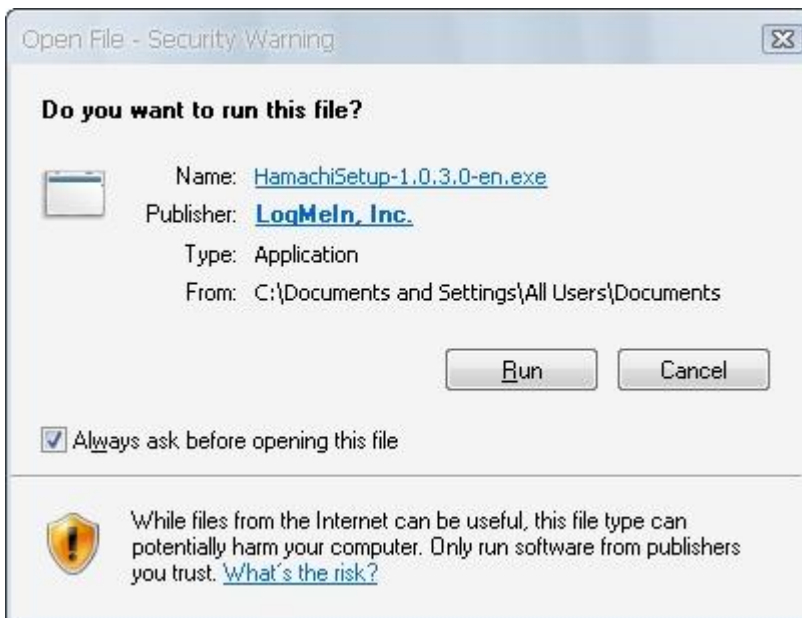 Open File - Security Warning
Do you want to run this file?
Name: HamachiSetup-1.0.3.0-en.exe
Publisher: LogMeIn, Inc.
Type: Application
From: C:\Documents and Settings\All Users\Documents
Run Cancel
Always ask before opening this file
While files from the Internet can be useful, this file type can
potentially harm your computer. Only run software from publishers
you trust. What's the risk?